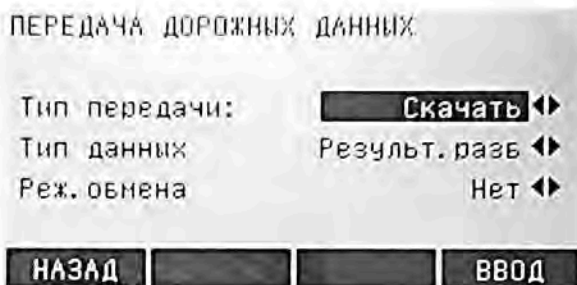 ПЕРЕДАЧА ДОРОЖНЫХ ДАННЫХ
Тип передачи: Скачать
Тип данных Результ.разб
Реж.обмена Нет
НАЗАД ВВОД